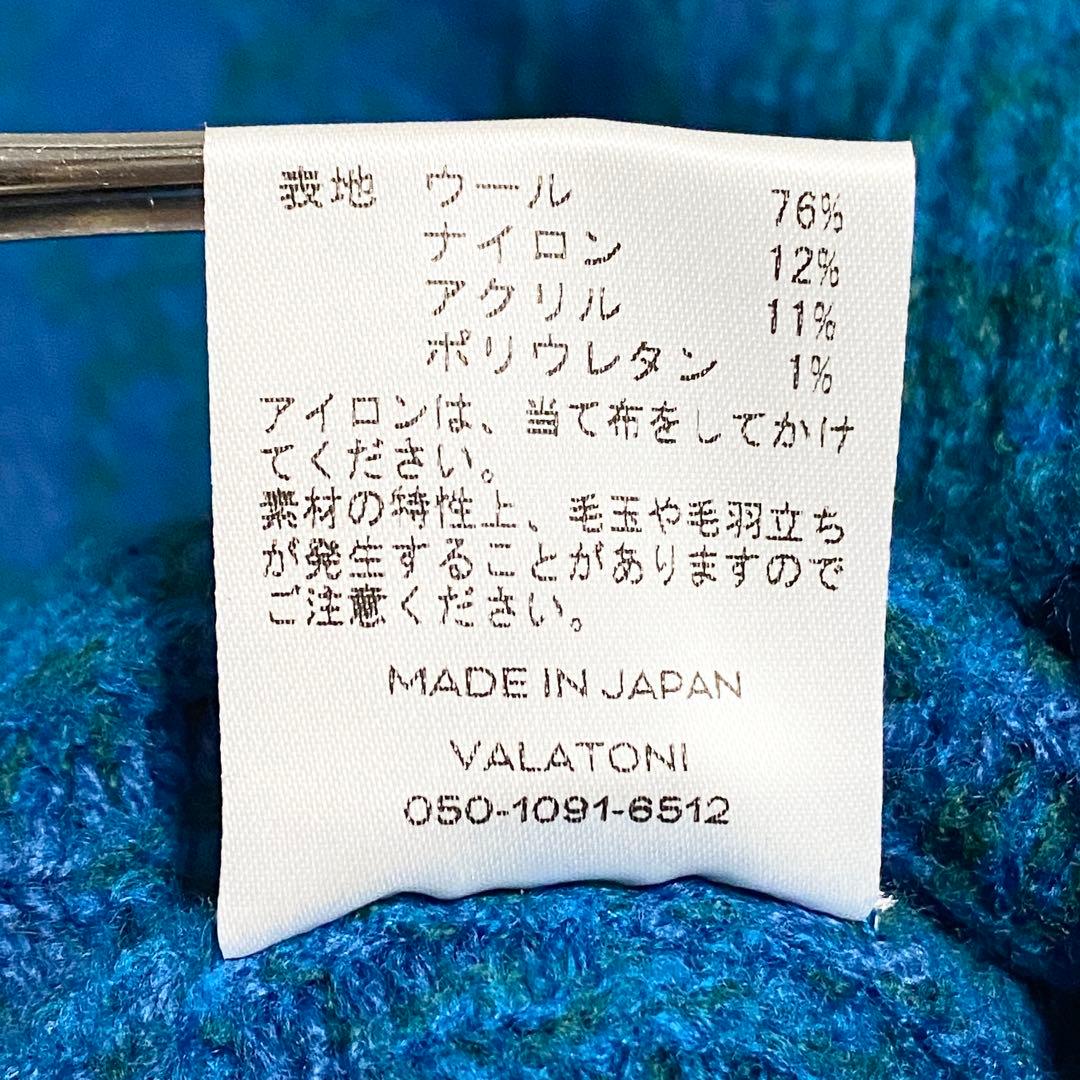 表地 ウール 76%
ナイロン 12%
アクリル 11%
ポリウレタン 1%
アイロンは、当て布をしてかけ
てください。
素材の特性上、毛玉や毛羽立ち
が発生することがありますので
ご注意ください。
MADE IN JAPAN
VALATONI
050-1091-6512